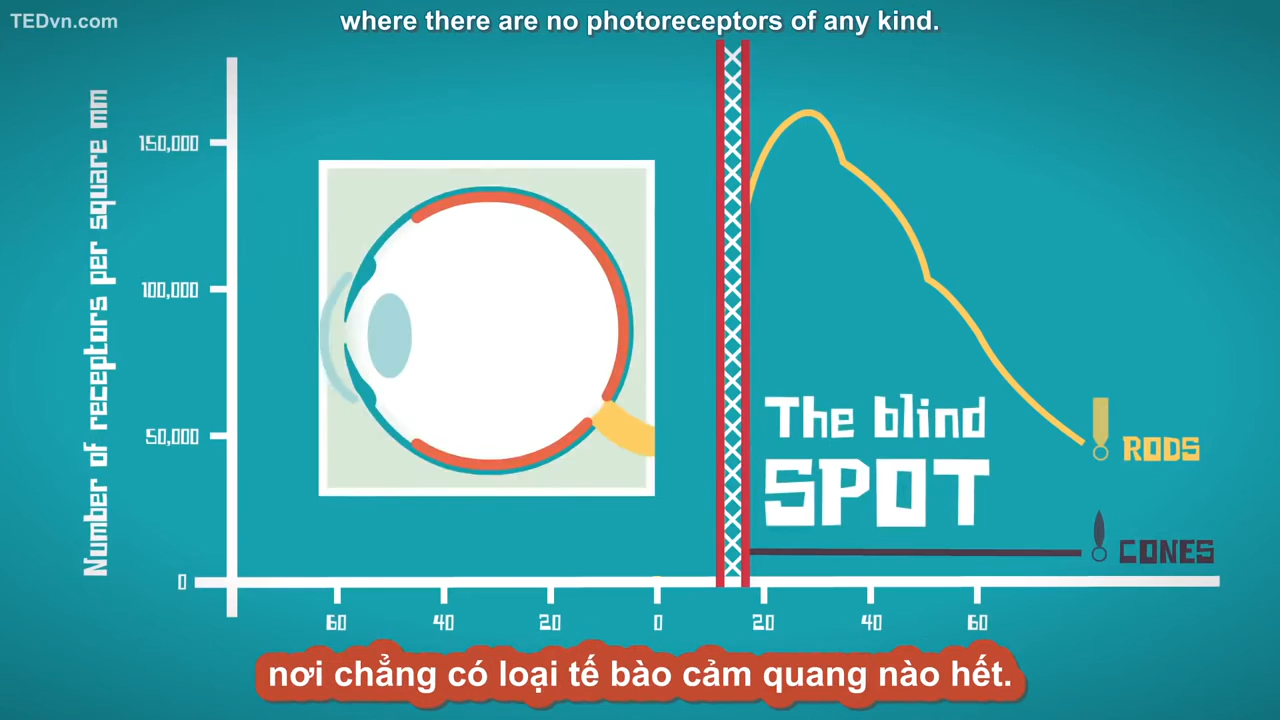 TEDvn.com
where there are no photoreceptors of any kind.
Number of receptors per square mm
150,000
100,000
50,000
0
The blind
SPOT
RODS
CONES
60 40 20 0 20 40 60
nơi chẳng có loại tế bào cảm quang nào hết.